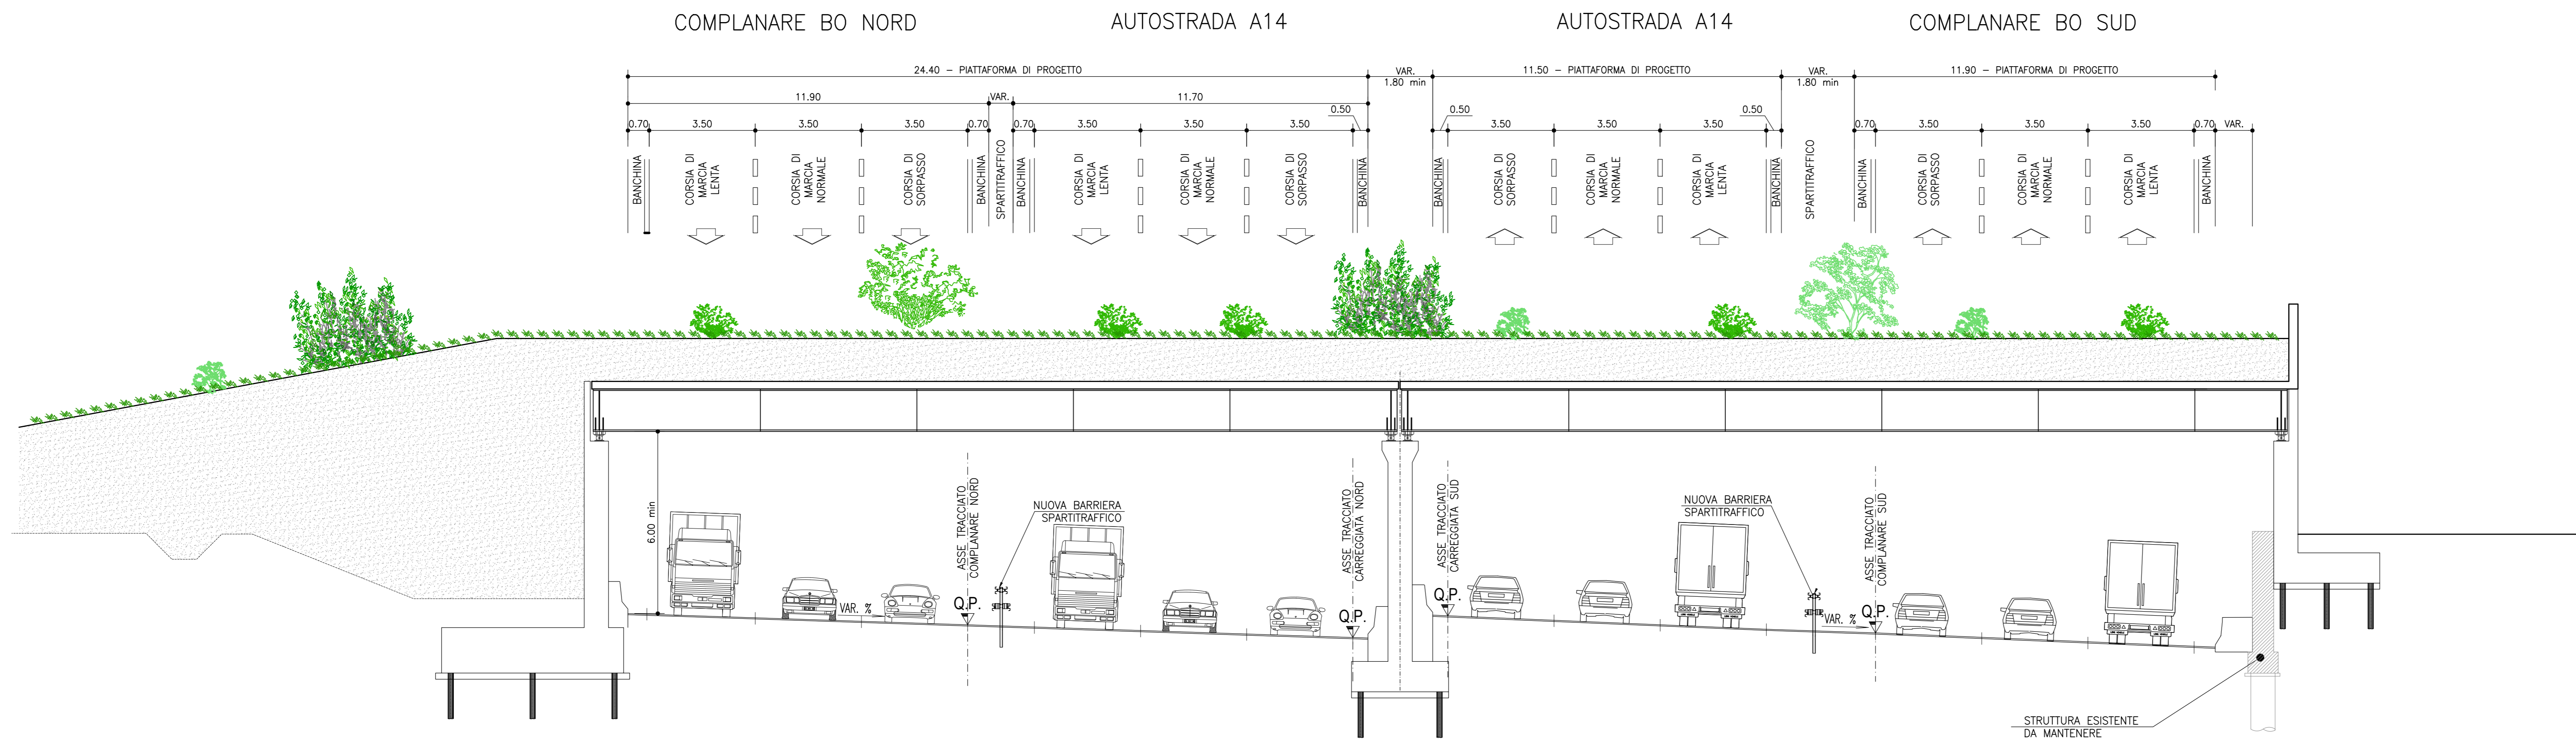 COMPLANARE BO NORD
AUTOSTRADA A14
AUTOSTRADA A14
COMPLANARE BO SUD
24.40 - PIATTAFORMA DI PROGETTO
VAR.
1.80 min
11.50 - PIATTAFORMA DI PROGETTO
VAR.
1.80 min
11.90 - PIATTAFORMA DI PROGETTO
11.90
VAR.
11.70
0.50
0.50
0.50
0.70
3.50
3.50
3.50
0.70
0.70
3.50
3.50
3.50
3.50
3.50
3.50
0.70
3.50
3.50
3.50
0.70
VAR.
BANCHINA
CORSIA DI
MARCIA
LENTA
CORSIA DI
MARCIA
NORMALE
CORSIA DI
SORPASSO
BANCHINA
SPARTITRAFFICO
BANCHINA
CORSIA DI
MARCIA
LENTA
CORSIA DI
MARCIA
NORMALE
CORSIA DI
SORPASSO
BANCHINA
BANCHINA
CORSIA DI
SORPASSO
CORSIA DI
MARCIA
NORMALE
CORSIA DI
MARCIA
LENTA
BANCHINA
SPARTITRAFFICO
BANCHINA
CORSIA DI
SORPASSO
CORSIA DI
MARCIA
NORMALE
CORSIA DI
MARCIA
LENTA
BANCHINA
6.00 min
VAR. %
ASSE TRACCIATO
COMPLANARE NORD
Q.P.
NUOVA BARRIERA
SPARTITRAFFICO
ASSE TRACCIATO
CARREGGIATA NORD
Q.P.
ASSE TRACCIATO
CARREGGIATA SUD
Q.P.
NUOVA BARRIERA
SPARTITRAFFICO
VAR. %
ASSE TRACCIATO
COMPLANARE SUD
Q.P.
STRUTTURA ESISTENTE
DA MANTENERE